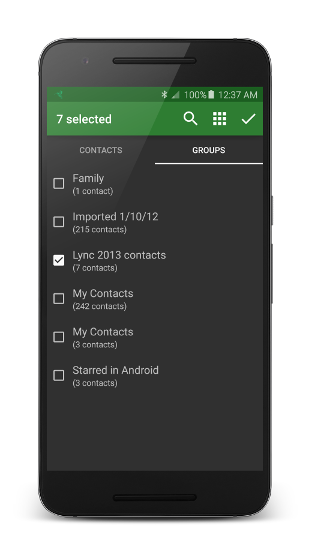 100% 12:37 AM
7 selected
CONTACTS GROUPS
Family
(1 contact)
Imported 1/10/12
(215 contacts)
Lync 2013 contacts
(7 contacts)
My Contacts
(242 contacts)
My Contacts
(3 contacts)
Starred in Android
(3 contacts)